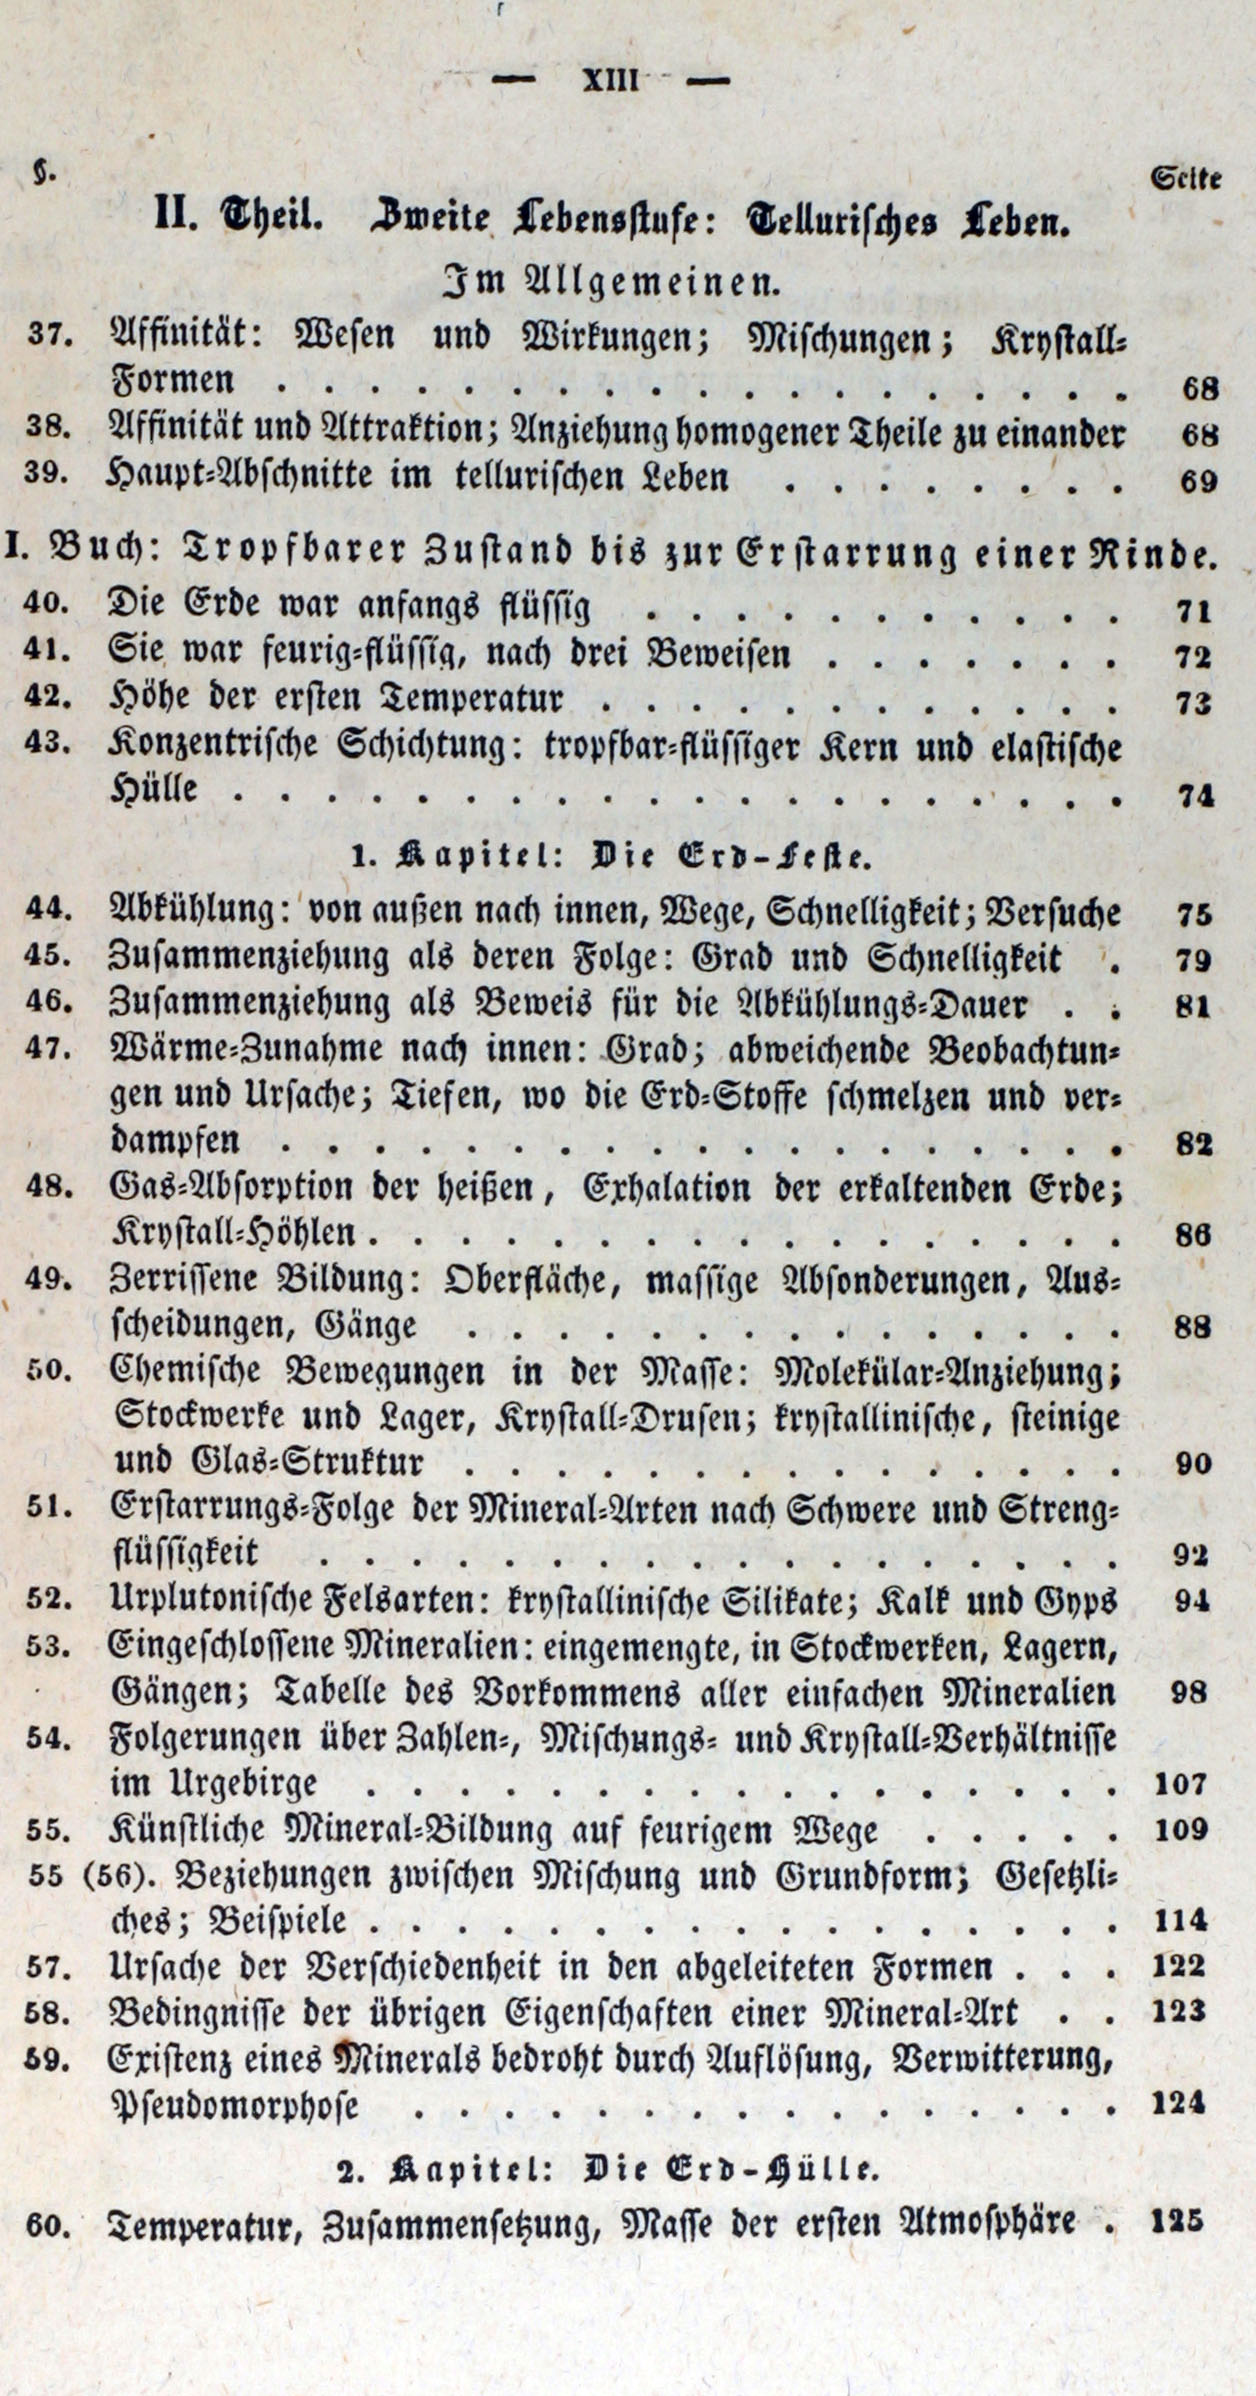 — XIII —
§. Seite
II. Theil. Zweite Lebensstufe: Tellurisches Leben.
Im Allgemeinen.
37. Affinität: Wesen und Wirkungen; Mischungen; Krystall-
Formen . . . . . . . . . . . . . . . . . . . 68
38. Affinität und Attraktion; Anziehung homogener Theile zu einander 68
39. Haupt-Abschnitte im tellurischen Leben . . . . . . . . 69
I. Buch: Tropfbarer Zustand bis zur Erstarrung einer Rinde.
40. Die Erde war anfangs flüssig . . . . . . . . . . . 71
41. Sie war feurig-flüssig, nach drei Beweisen . . . . . . . 72
42. Höhe der ersten Temperatur . . . . . . . . . . . . 73
43. Konzentrische Schichtung: tropfbar-flüssiger Kern und elastische
Hülle . . . . . . . . . . . . . . . . . . . . 74
1. Kapitel: Die Erd-Feste.
44. Abkühlung: von außen nach innen, Wege, Schnelligkeit; Versuche 75
45. Zusammenziehung als deren Folge: Grad und Schnelligkeit . 79
46. Zusammenziehung als Beweis für die Abkühlungs-Dauer . . 81
47. Wärme-Zunahme nach innen: Grad; abweichende Beobachtun-
gen und Ursache; Tiefen, wo die Erd-Stoffe schmelzen und ver-
dampfen . . . . . . . . . . . . . . . . . . . 82
48. Gas-Absorption der heißen, Exhalation der erkaltenden Erde;
Krystall-Höhlen . . . . . . . . . . . . . . . . . 86
49. Zerrissene Bildung: Oberfläche, massige Absonderungen, Aus-
scheidungen, Gänge . . . . . . . . . . . . . . . 88
50. Chemische Bewegungen in der Masse: Molekülar-Anziehung;
Stockwerke und Lager, Krystall-Drusen; krystallinische, steinige
und Glas-Struktur . . . . . . . . . . . . . . . 90
51. Erstarrungs-Folge der Mineral-Arten nach Schwere und Streng-
flüssigkeit . . . . . . . . . . . . . . . . . . 92
52. Urplutonische Felsarten: krystallinische Silikate; Kalk und Gyps 94
53. Eingeschlossene Mineralien: eingemengte, in Stockwerken, Lagern,
Gängen; Tabelle des Vorkommens aller einfachen Mineralien 98
54. Folgerungen über Zahlen-, Mischungs- und Krystall-Verhältnisse
im Urgebirge . . . . . . . . . . . . . . . . . 107
55. Künstliche Mineral-Bildung auf feurigem Wege . . . . . 109
55 (56). Beziehungen zwischen Mischung und Grundform; Gesetzli-
ches; Beispiele . . . . . . . . . . . . . . . . . 114
57. Ursache der Verschiedenheit in den abgeleiteten Formen . . . 122
58. Bedingnisse der übrigen Eigenschaften einer Mineral-Art . . 123
59. Existenz eines Minerals bedroht durch Auflösung, Verwitterung,
Pseudomorphose . . . . . . . . . . . . . . . . 124
2. Kapitel: Die Erd-Hülle.
60. Temperatur, Zusammensetzung, Masse der ersten Atmosphäre . 125